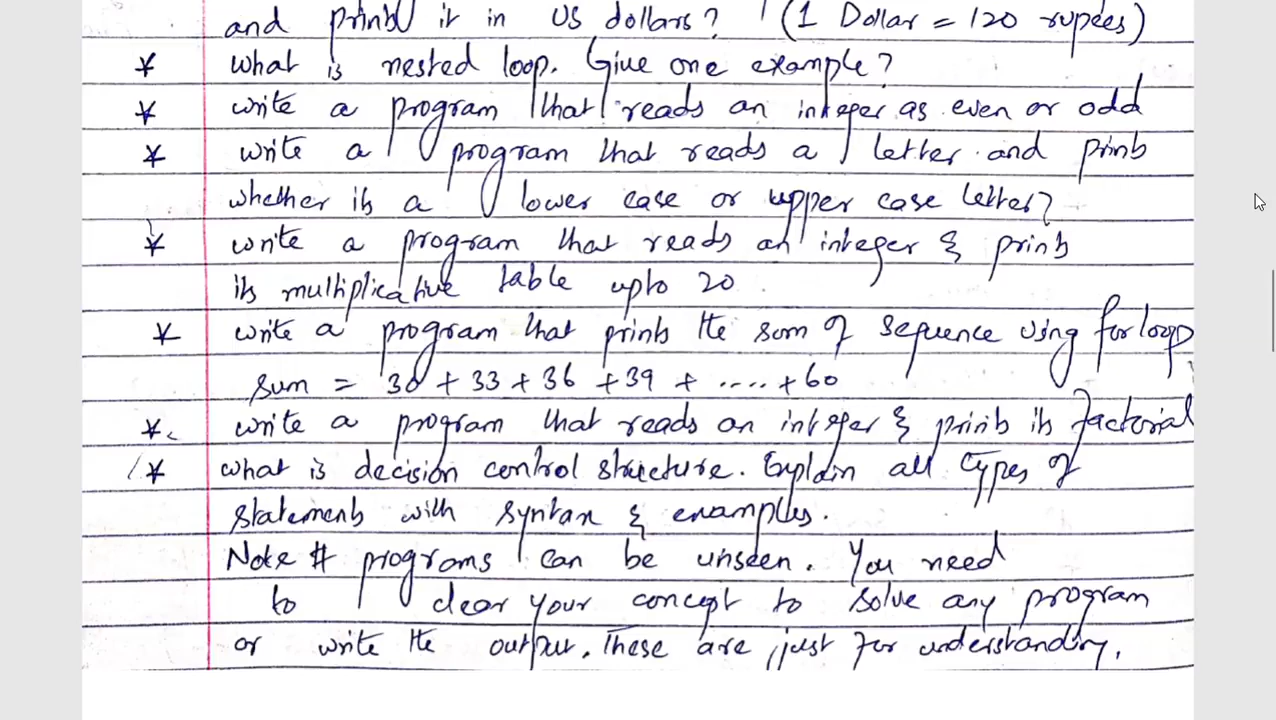 and prints it in US dollars? (1 Dollar = 120 rupees)
* what is nested loop. Give one example?
* write a program that reads an integer as even or odd
* write a program that reads a letter and prints
whether its a lower case or upper case letter?
* write a program that reads an integer & prints
its multiplicative table upto 20.
* write a program that prints the sum of sequence using for loop
sum = 30 + 33 + 36 + 39 + ..... + 60
* write a program that reads an integer & prints its factorial
* what is decision control structure. Explain all types of
statements with syntax & examples.
Note # programs can be unseen. You need
to clear your concept to solve any program
or write the output. These are just for understanding.